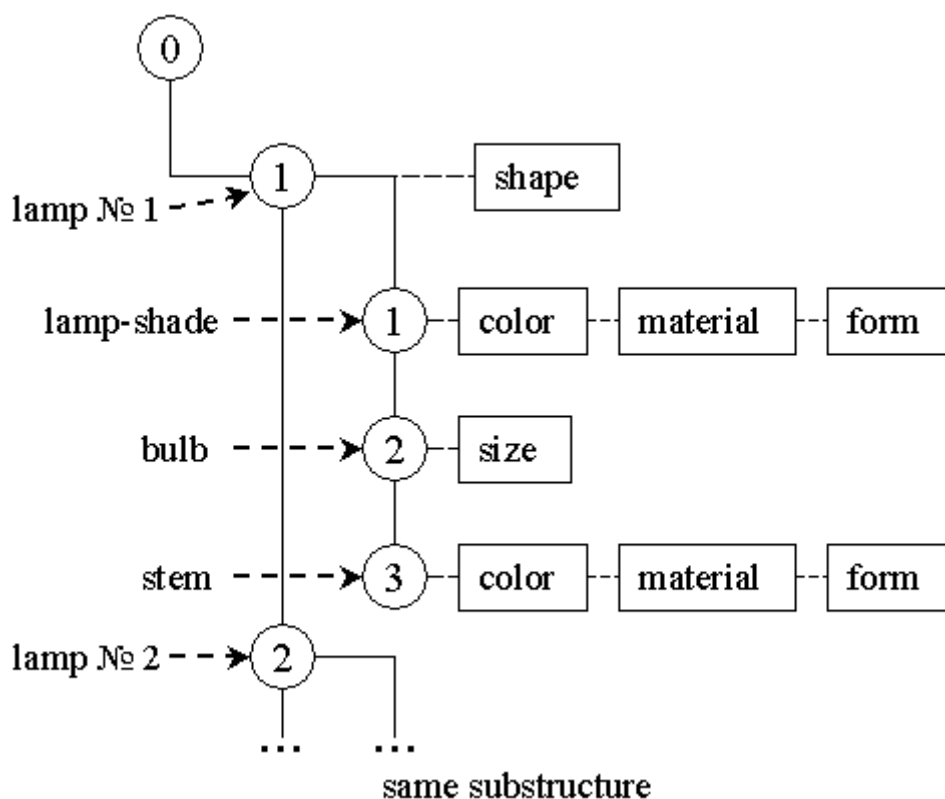 0
1 shape
lamp № 1
lamp-shade 1 color material form
bulb 2 size
stem 3 color material form
lamp № 2 2
... ...
same substructure